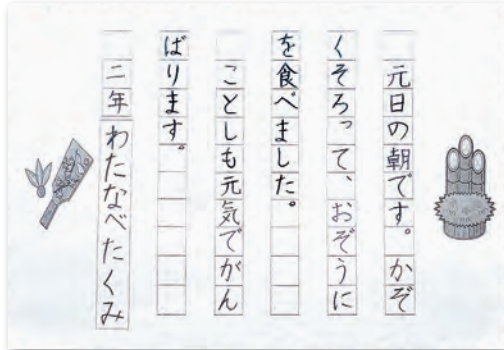 元日の朝です。かぞ
くそろって、おぞうに
を食べました。
ことしも元気でがん
ばります。
二年わたなべたくみ